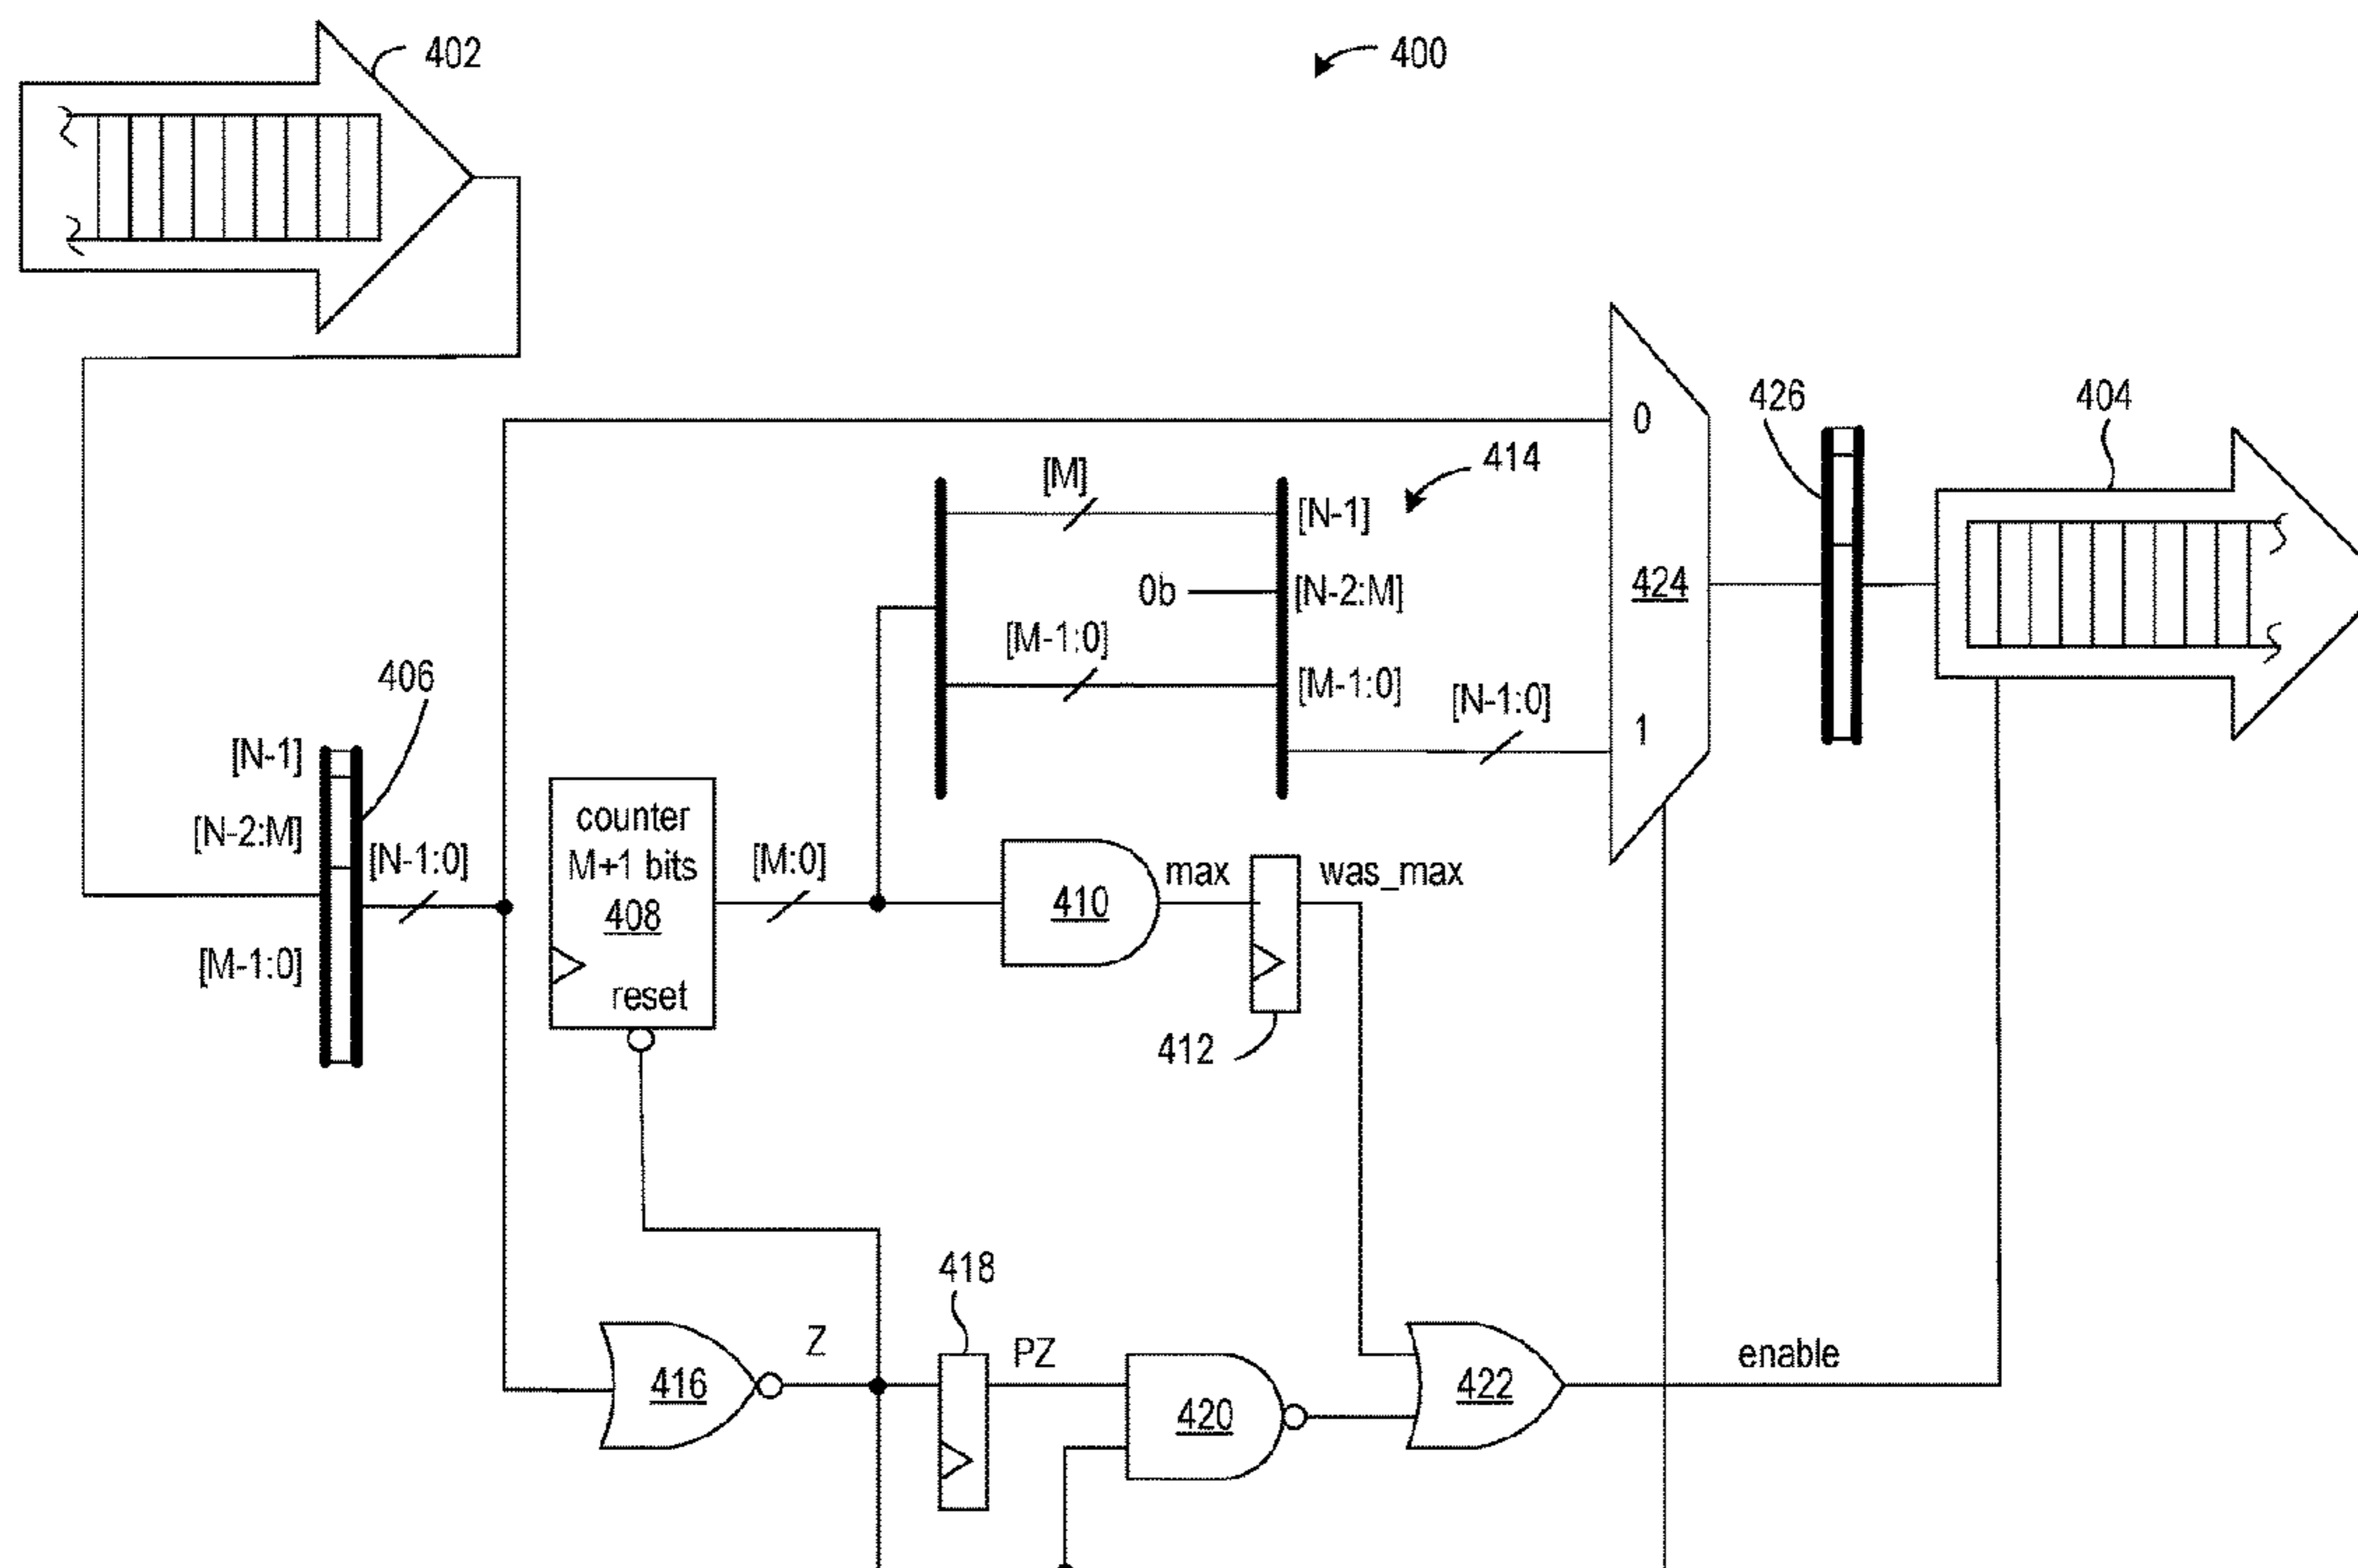 402
400
0
426
404
[M]
414
[N-1]
0b
[N-2:M]
424
[M-1:0]
[M-1:0]
[N-1:0]
1
406
[N-1]
[N-2:M]
[N-1:0]
[M-1:0]
counter
M+1 bits
408
reset
[M:0]
410
max
was_max
412
418
Z
PZ
416
420
422
enable